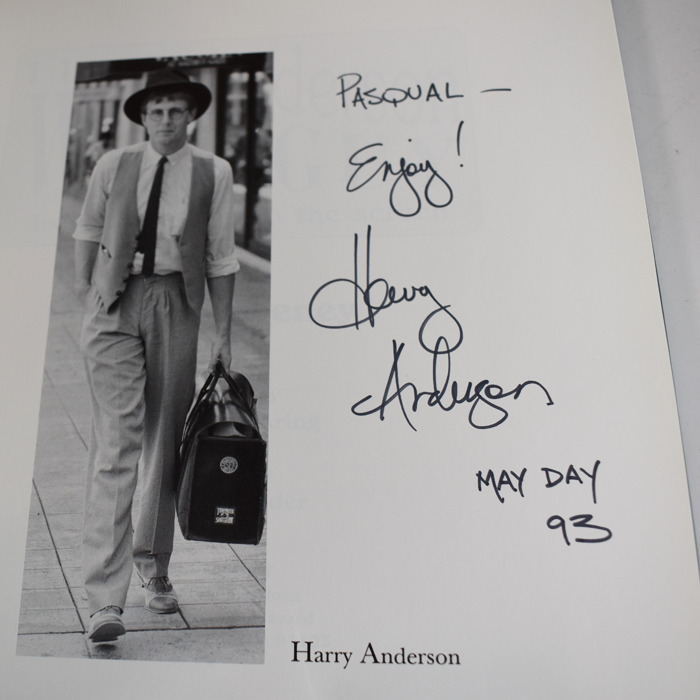 PASQUAL —
Enjoy!
Harry
Anderson
MAY DAY
93
Harry Anderson